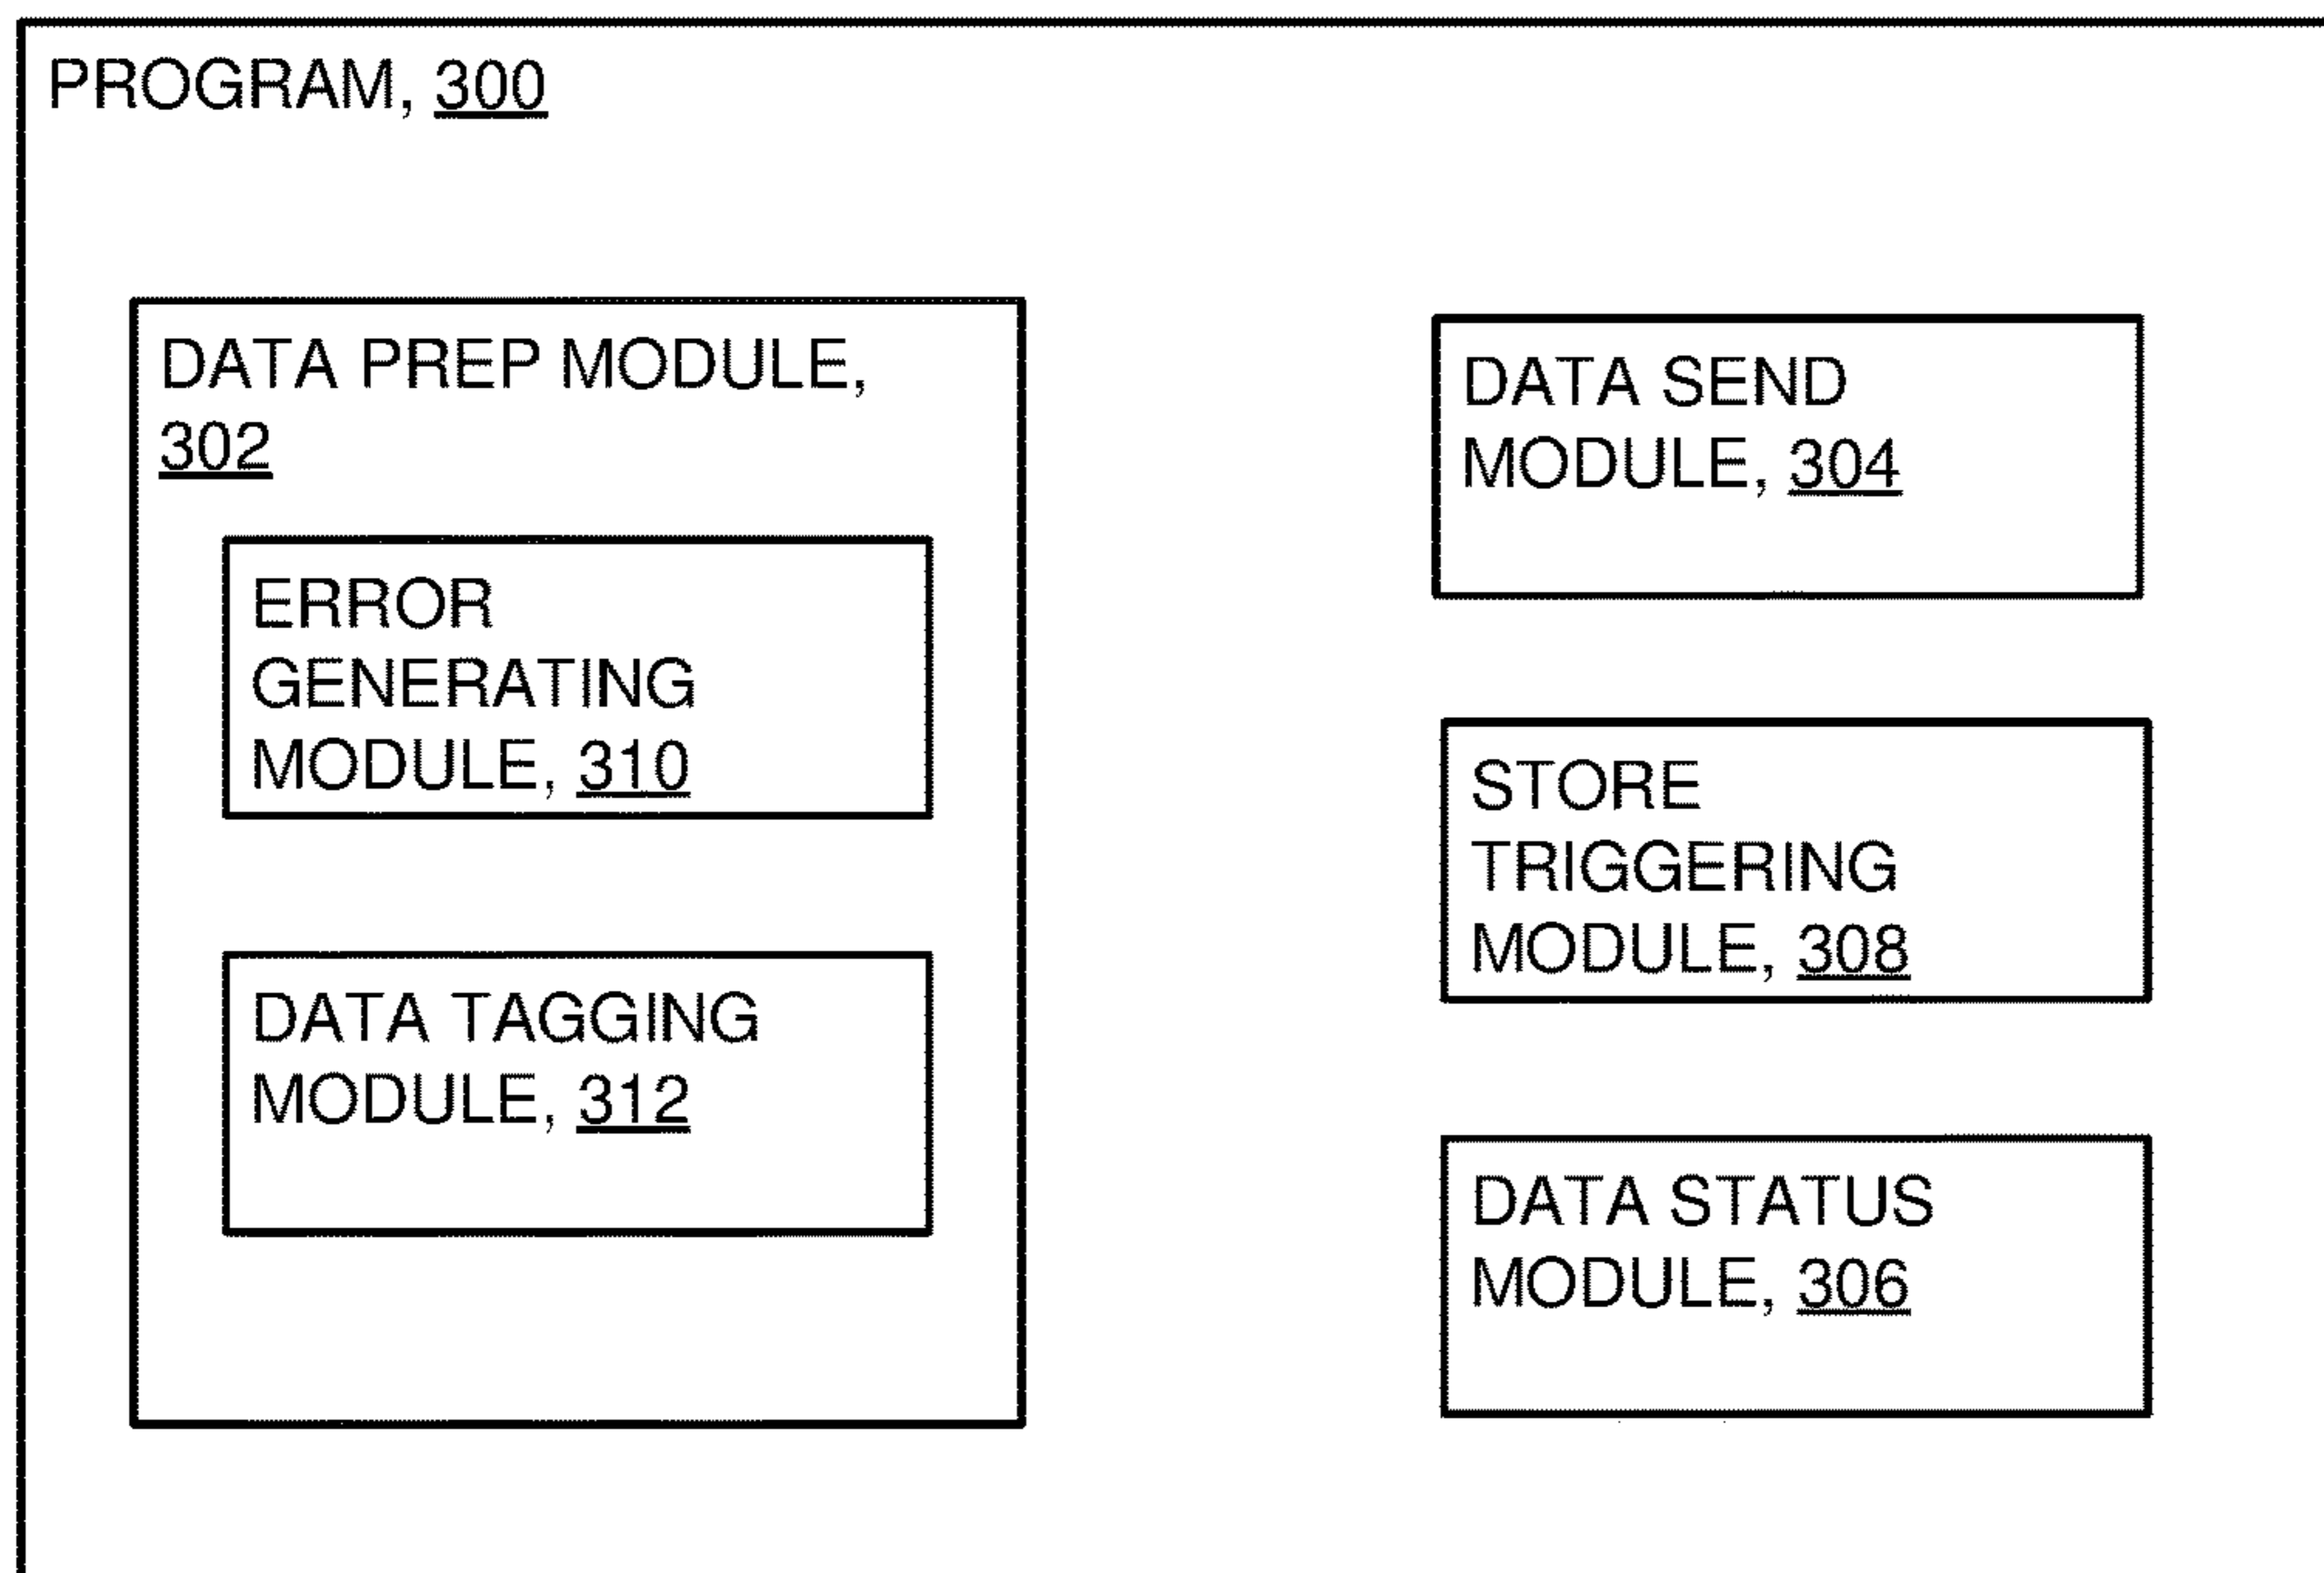 PROGRAM, 300
DATA PREP MODULE,
302
ERROR
GENERATING
MODULE, 310
DATA TAGGING
MODULE, 312
DATA SEND
MODULE, 304
STORE
TRIGGERING
MODULE, 308
DATA STATUS
MODULE, 306